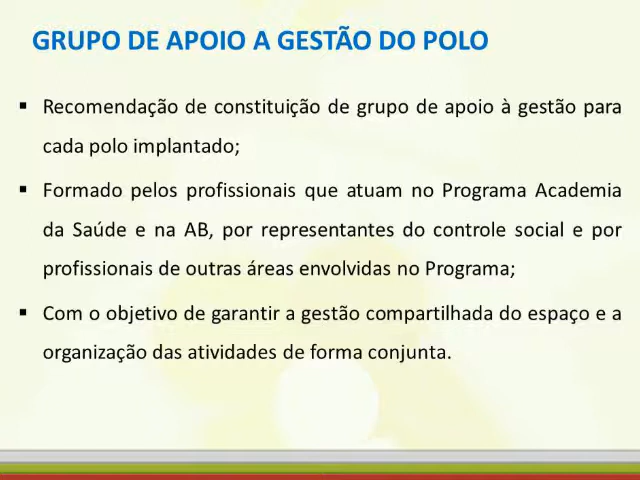 GRUPO DE APOIO A GESTÃO DO POLO
▪ Recomendação de constituição de grupo de apoio à gestão para
cada polo implantado;
▪ Formado pelos profissionais que atuam no Programa Academia
da Saúde e na AB, por representantes do controle social e por
profissionais de outras áreas envolvidas no Programa;
▪ Com o objetivo de garantir a gestão compartilhada do espaço e a
organização das atividades de forma conjunta.